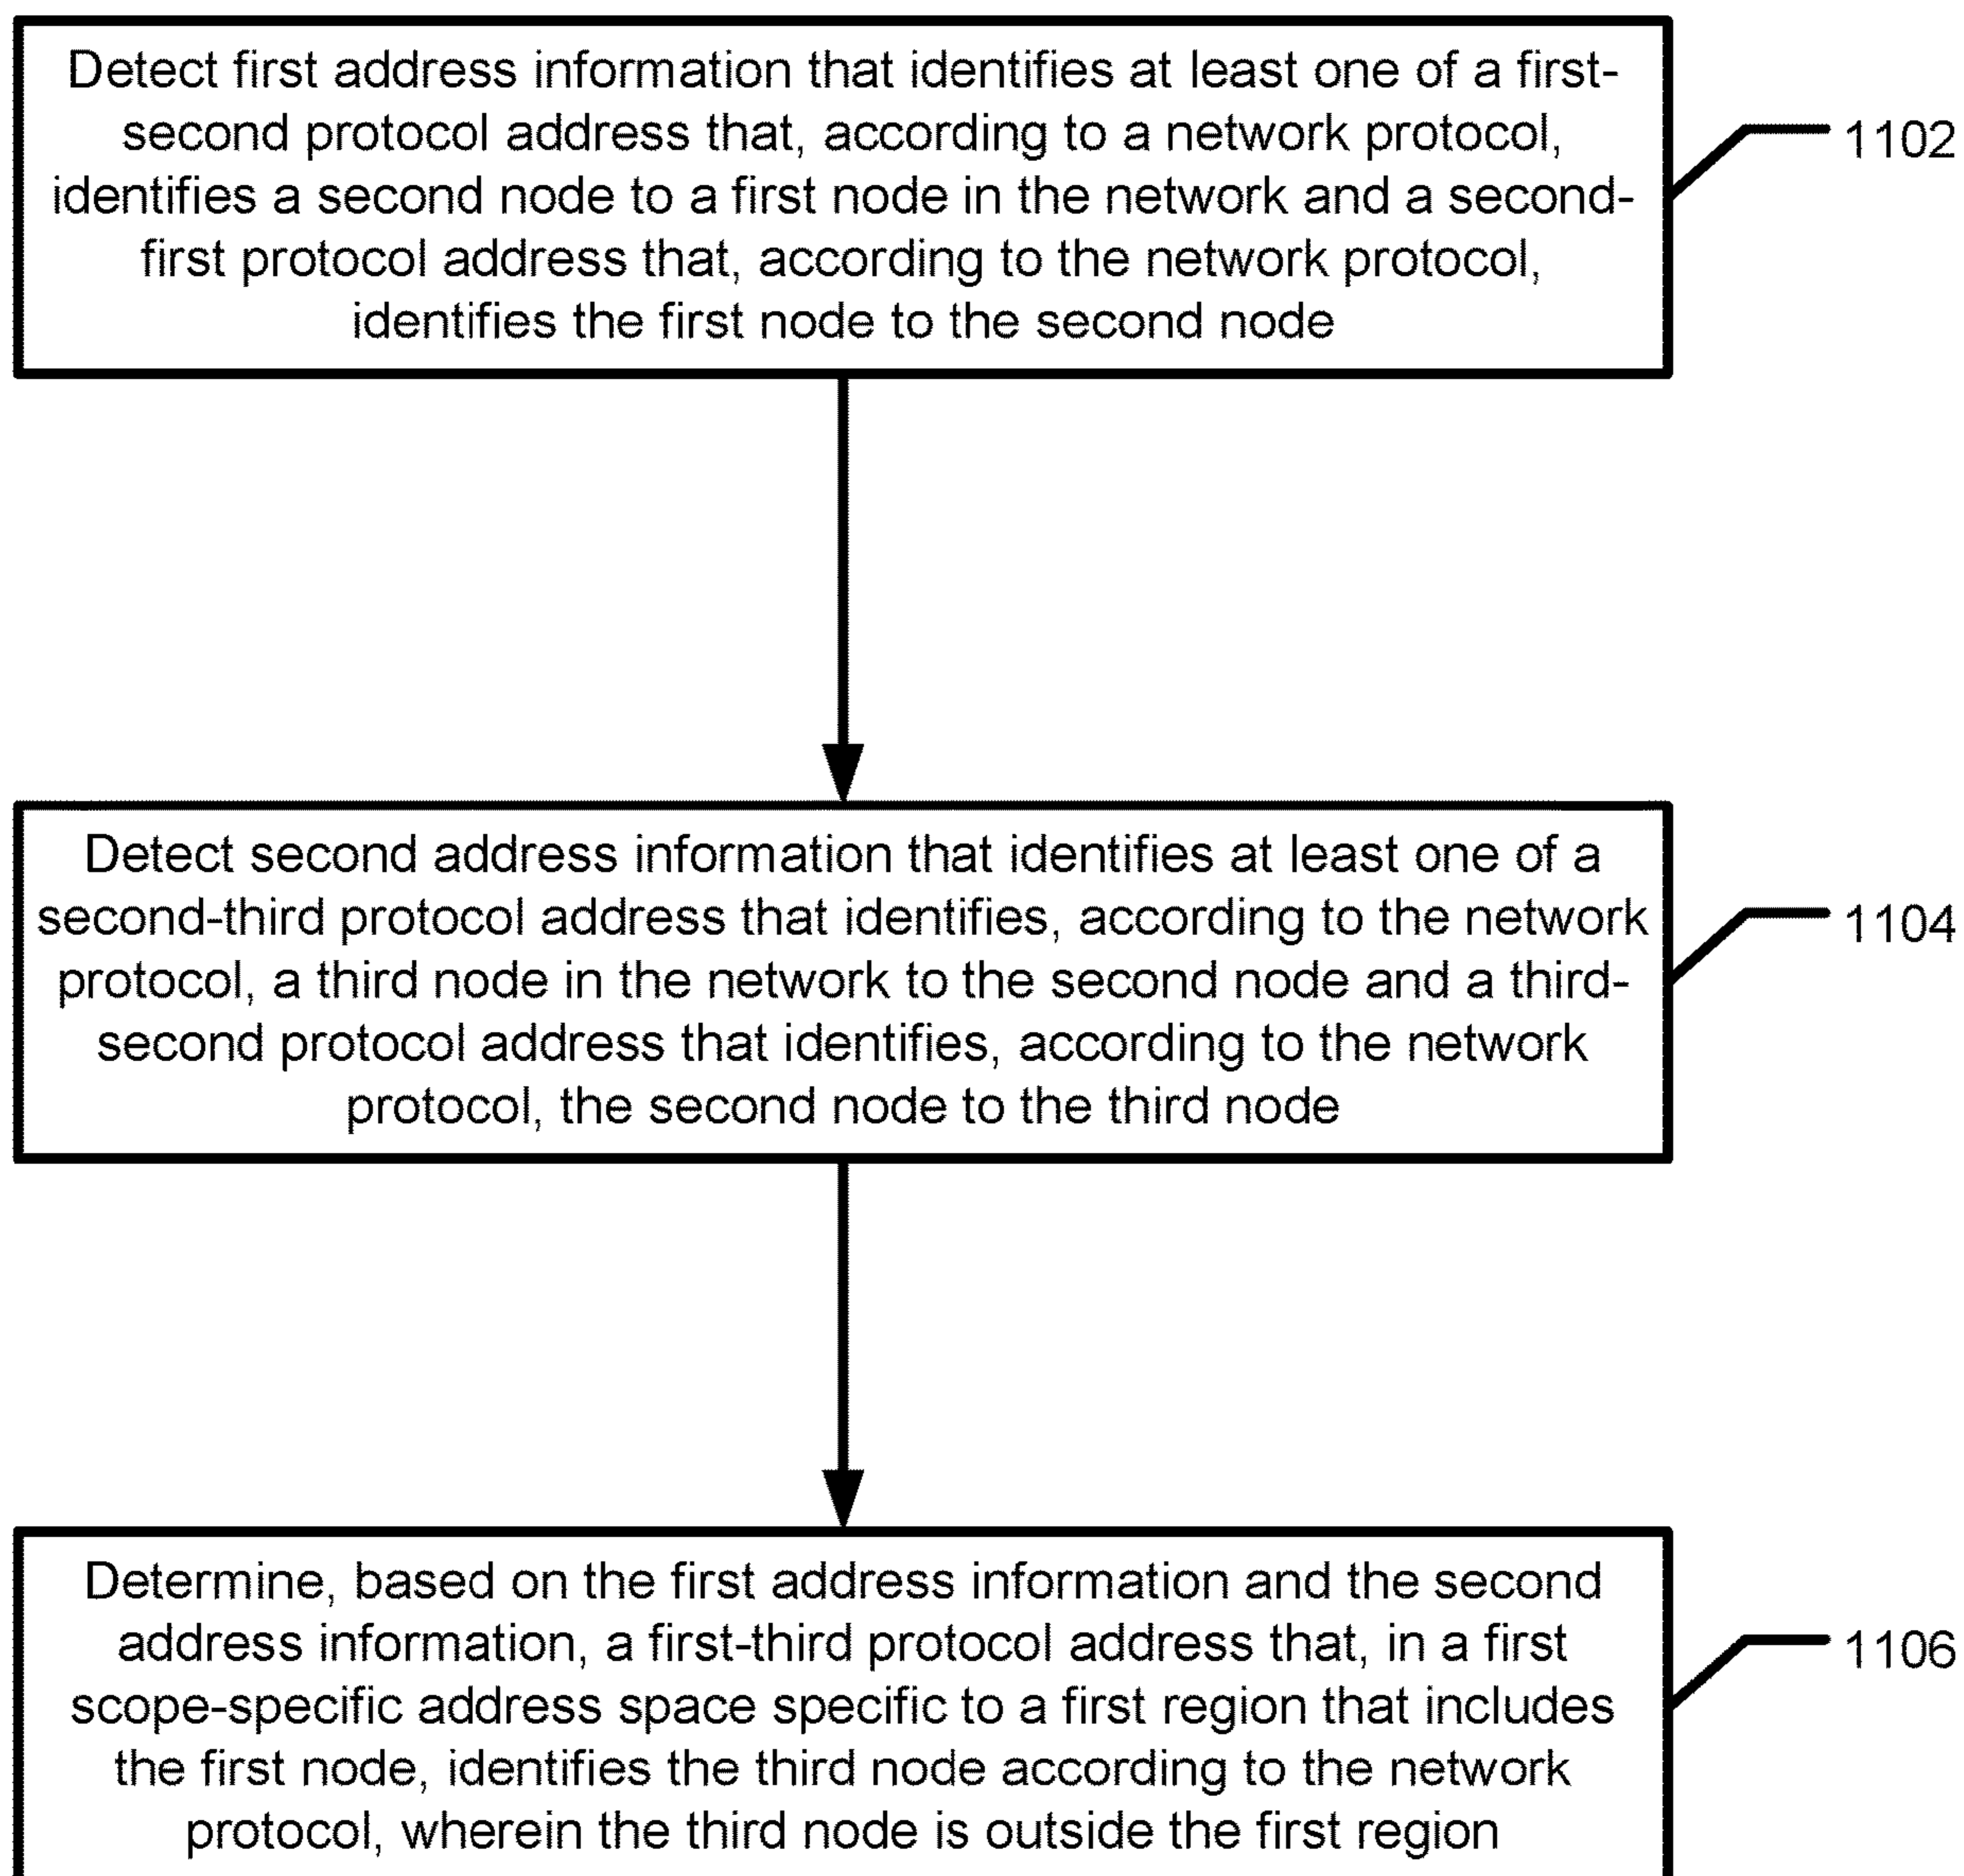 Detect first address information that identifies at least one of a first-
second protocol address that, according to a network protocol,
identifies a second node to a first node in the network and a second-
first protocol address that, according to the network protocol,
identifies the first node to the second node
1102
Detect second address information that identifies at least one of a
second-third protocol address that identifies, according to the network
protocol, a third node in the network to the second node and a third-
second protocol address that identifies, according to the network
protocol, the second node to the third node
1104
Determine, based on the first address information and the second
address information, a first-third protocol address that, in a first
scope-specific address space specific to a first region that includes
the first node, identifies the third node according to the network
protocol, wherein the third node is outside the first region
1106